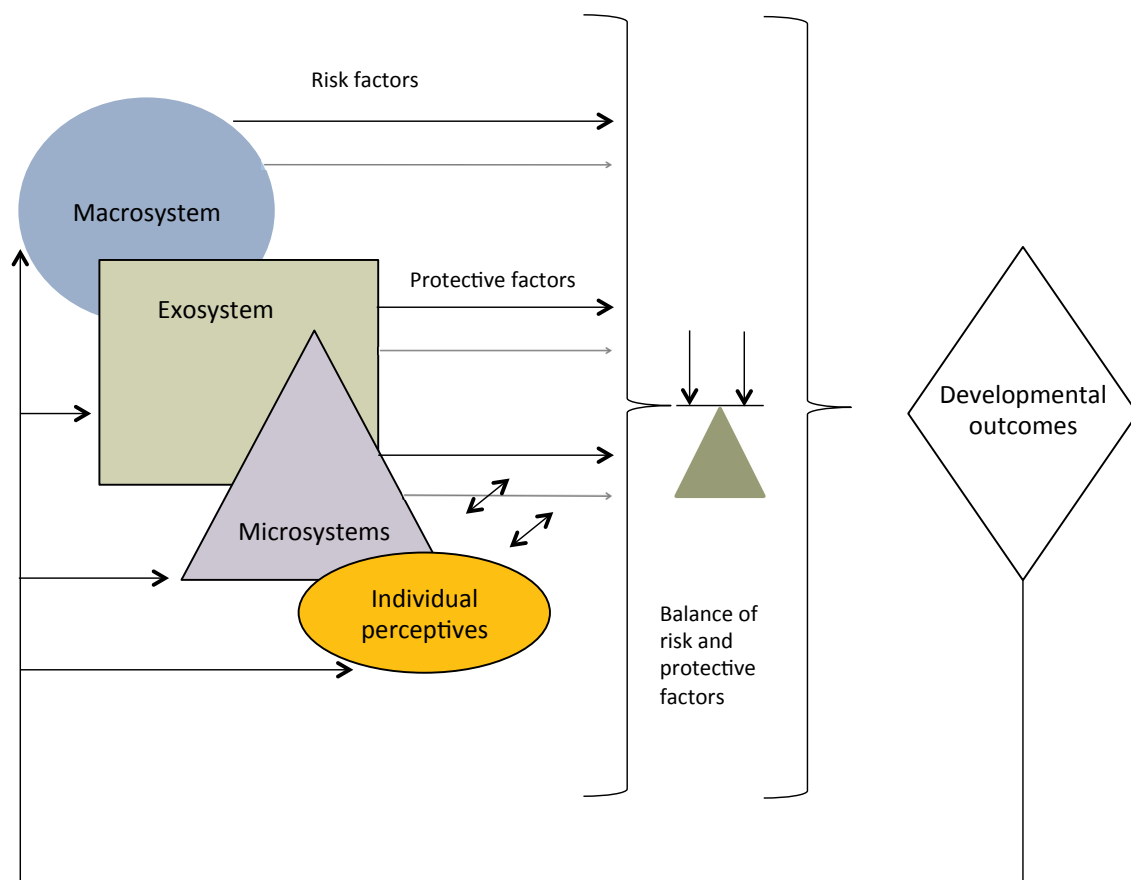 Risk factors
Macrosystem
Protective factors
Exosystem
Developmental
outcomes
Microsystems
Individual
perceptives
Balance of
risk and
protective
factors